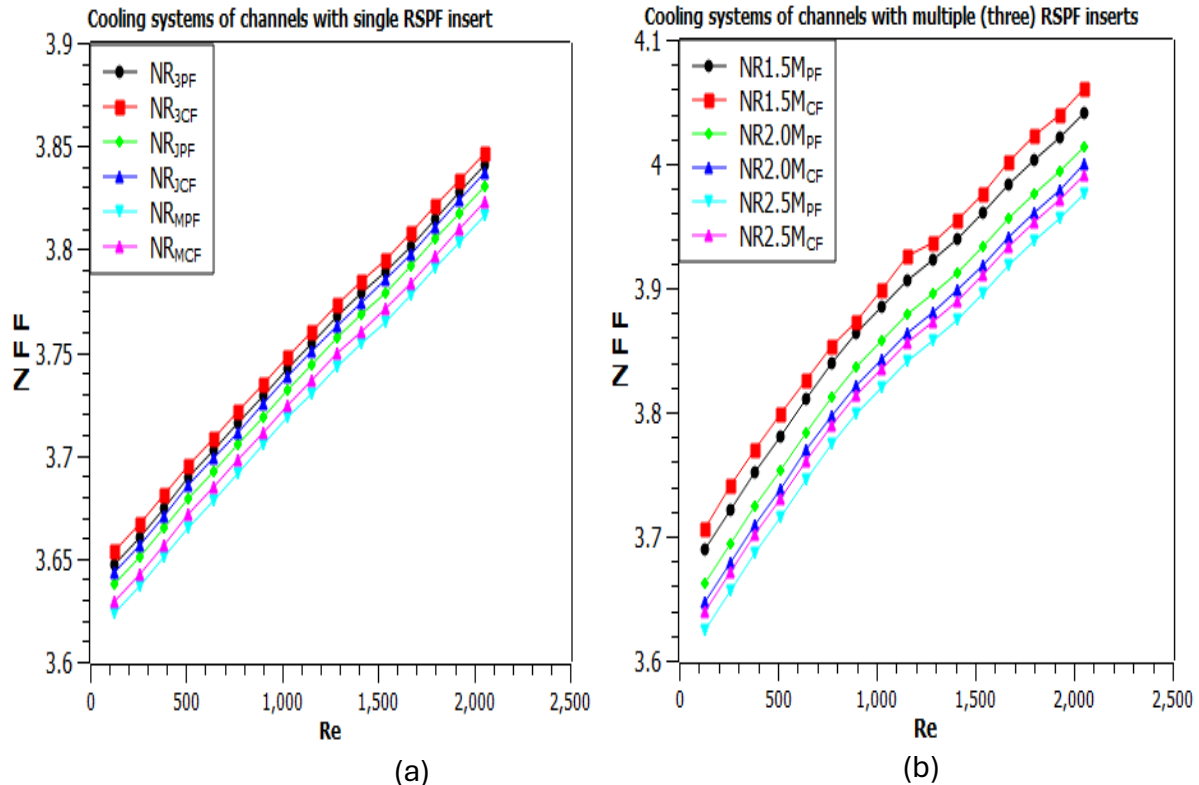 Cooling systems of channels with single RSPF insert
3.9
3.85
3.8
3.75
3.7
3.65
3.6
NFF
NR3PF
NR3CF
NRJPF
NRJCF
NRMPF
NRMCF
0 500 1,000 1,500 2,000 2,500
Re
(a)
Cooling systems of channels with multiple (three) RSPF inserts
4.1
4
3.9
3.8
3.7
3.6
NFF
NR1.5MPF
NR1.5MCF
NR2.0MPF
NR2.0MCF
NR2.5MPF
NR2.5MCF
0 500 1,000 1,500 2,000 2,500
Re
(b)